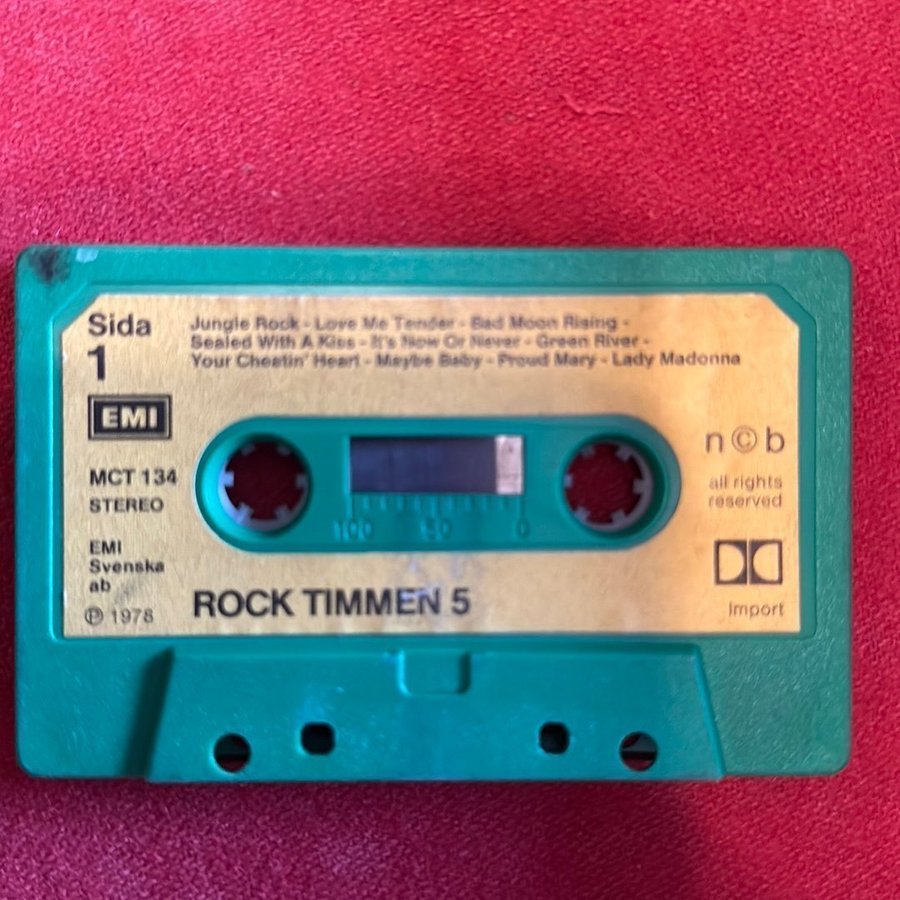 Sida
1
Jungle Rock - Love Me Tender - Bad Moon Rising -
Sealed With A Kiss - It's Now Or Never - Green River -
Your Cheatin' Heart - Maybe Baby - Proud Mary - Lady Madonna
EMI
MCT 134
STEREO
EMI
Svenska
ab
℗ 1978
100 50 0
n©b
all rights
reserved
Import
ROCK TIMMEN 5